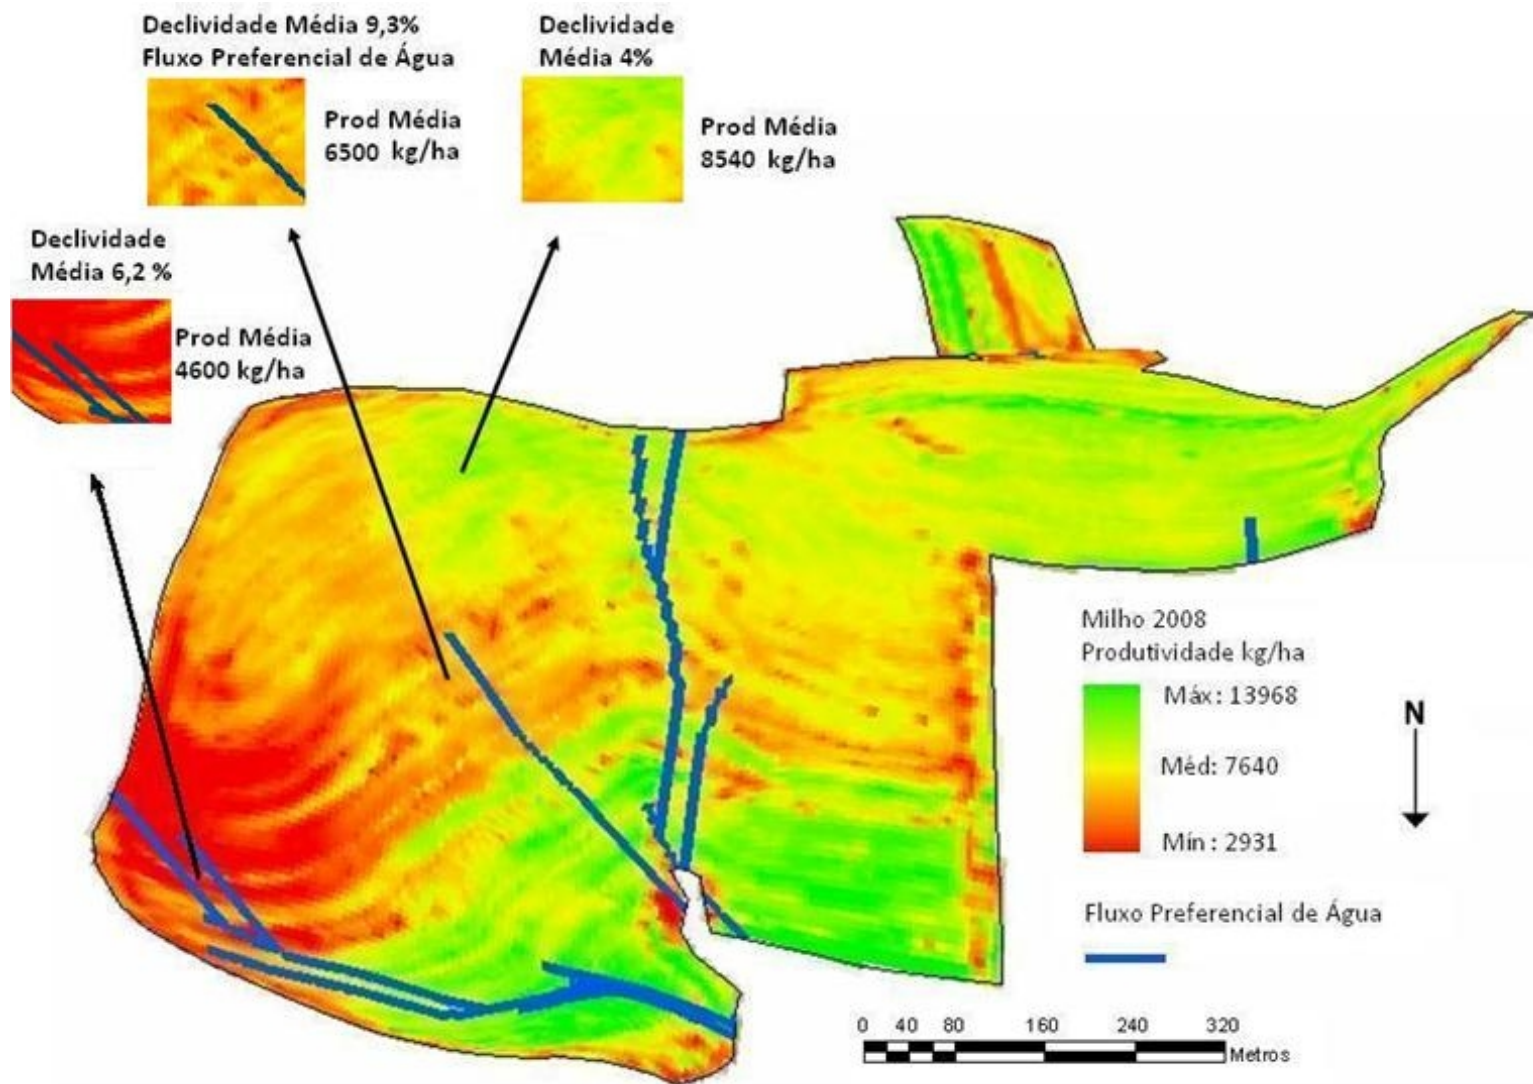 Declividade Média 9,3%
Fluxo Preferencial de Água
Prod Média
6500 kg/ha
Declividade
Média 4%
Prod Média
8540 kg/ha
Declividade
Média 6,2 %
Prod Média
4600 kg/ha
Milho 2008
Produtividade kg/ha
Máx: 13968
Méd: 7640
Mín : 2931
N
Fluxo Preferencial de Água
0 40 80 160 240 320
Metros